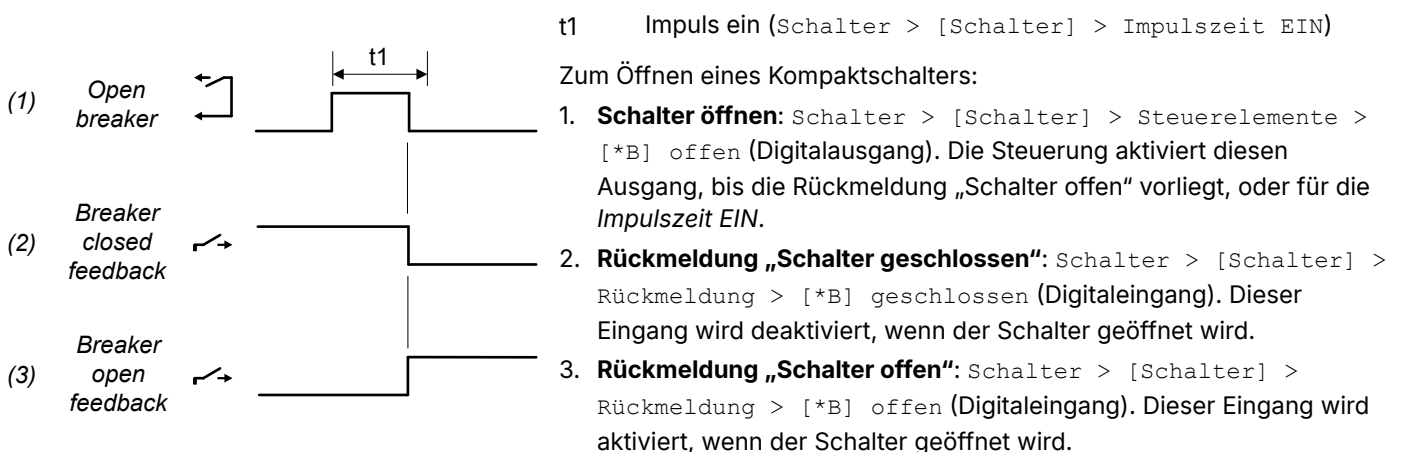 t1
(1)
Open
breaker
(2)
Breaker
closed
feedback
(3)
Breaker
open
feedback
t1 Impuls ein (Schalter > [Schalter] > Impulszeit EIN)
Zum Öffnen eines Kompaktschalters:
1. Schalter öffnen: Schalter > [Schalter] > Steuerelemente >
[*B] offen (Digitalausgang). Die Steuerung aktiviert diesen
Ausgang, bis die Rückmeldung „Schalter offen“ vorliegt, oder für die
Impulszeit EIN.
2. Rückmeldung „Schalter geschlossen“: Schalter > [Schalter] >
Rückmeldung > [*B] geschlossen (Digitaleingang). Dieser
Eingang wird deaktiviert, wenn der Schalter geöffnet wird.
3. Rückmeldung „Schalter offen“: Schalter > [Schalter] >
Rückmeldung > [*B] offen (Digitaleingang). Dieser Eingang wird
aktiviert, wenn der Schalter geöffnet wird.